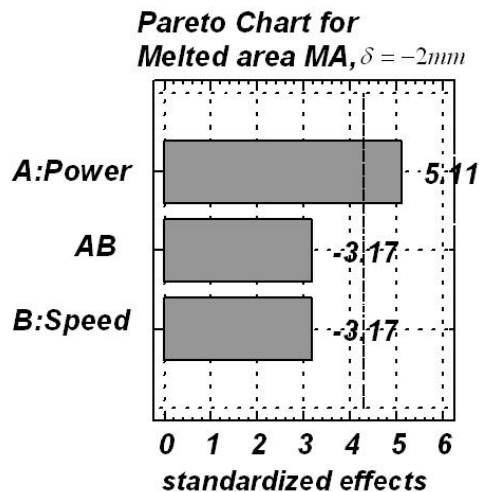 Pareto Chart for
Melted area MA, δ = −2mm
A:Power 5.11
AB -3.17
B:Speed -3.17
0 1 2 3 4 5 6
standardized effects